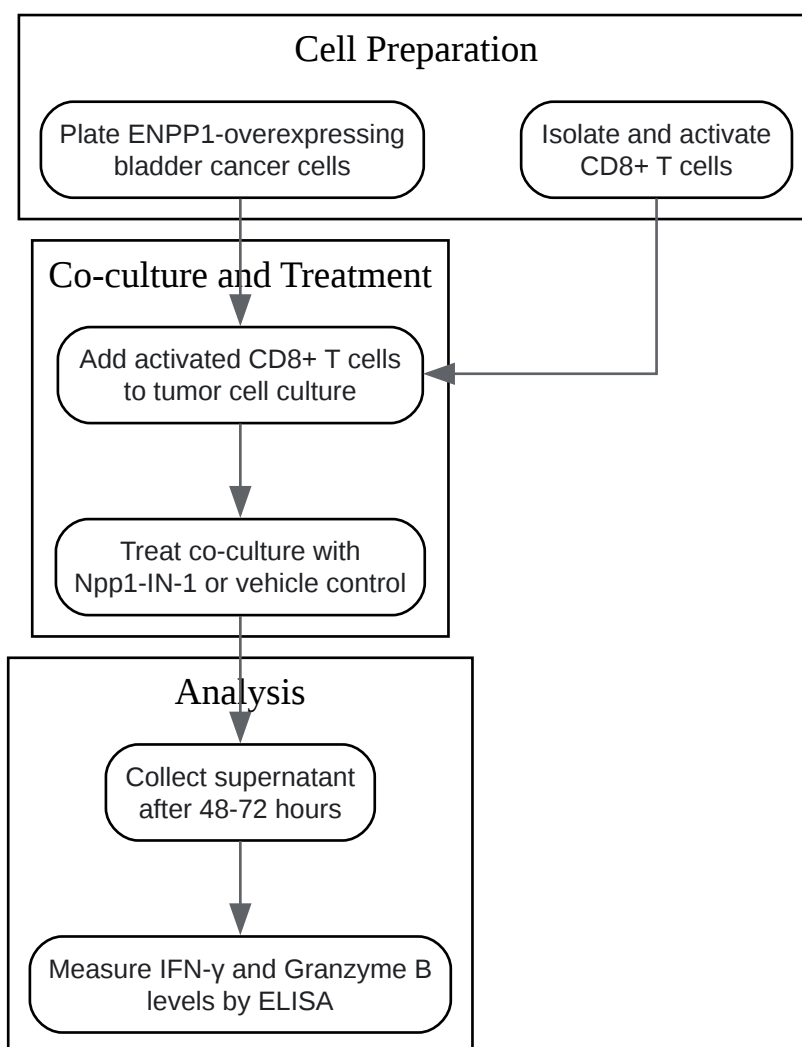 Cell Preparation
Plate ENPP1-overexpressing
bladder cancer cells
Isolate and activate
CD8+ T cells
Co-culture and Treatment
Add activated CD8+ T cells
to tumor cell culture
Treat co-culture with
Npp1-IN-1 or vehicle control
Analysis
Collect supernatant
after 48-72 hours
Measure IFN-γ and Granzyme B
levels by ELISA